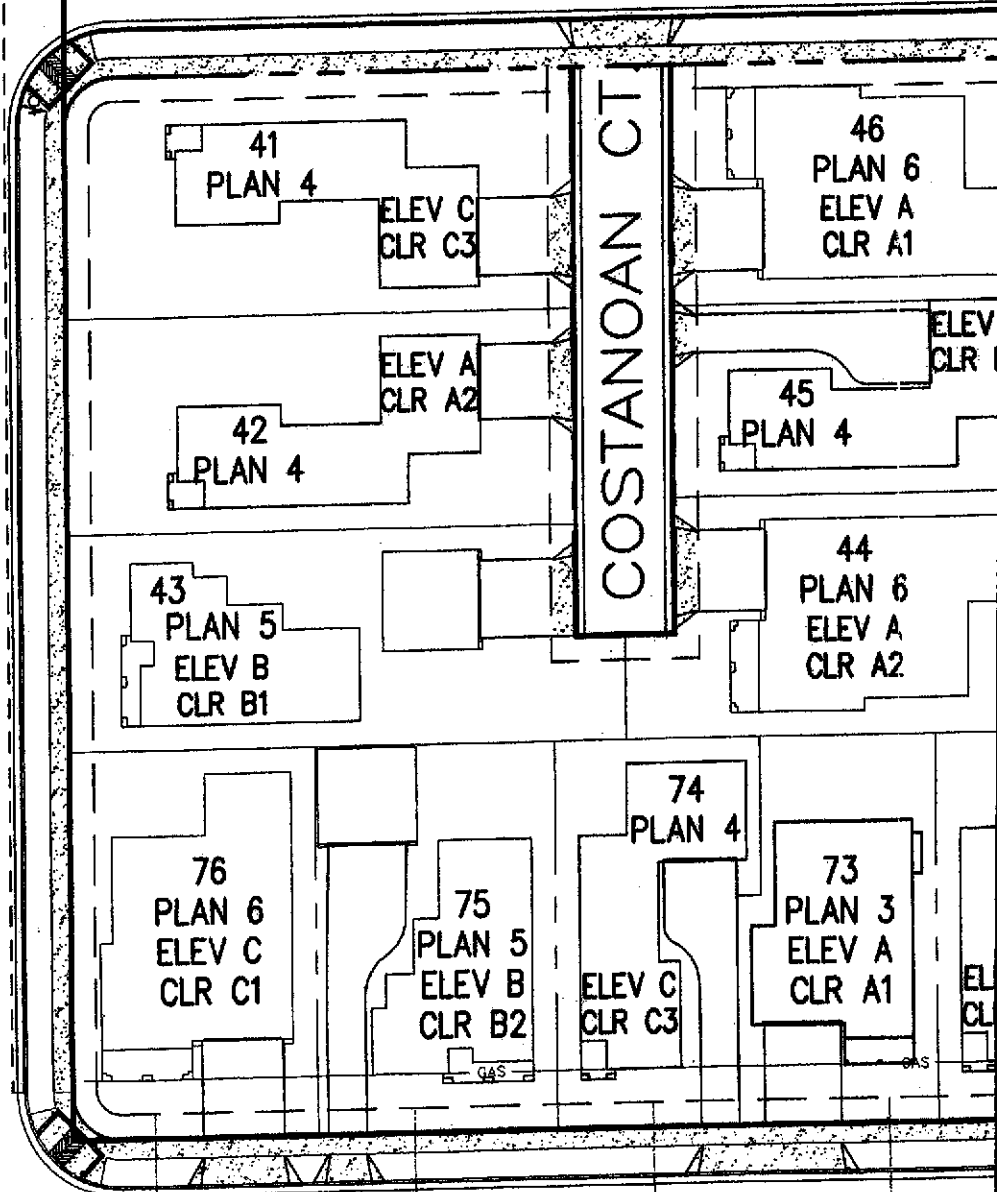 COSTANOAN CT
41
PLAN 4
ELEV C
CLR C3
46
PLAN 6
ELEV A
CLR A1
ELEV A
CLR A2
42
PLAN 4
ELEV
CLR
45
PLAN 4
43
PLAN 5
ELEV B
CLR B1
44
PLAN 6
ELEV A
CLR A2
76
PLAN 6
ELEV C
CLR C1
75
PLAN 5
ELEV B
CLR B2
74
PLAN 4
ELEV C
CLR C3
73
PLAN 3
ELEV A
CLR A1
GAS
GAS